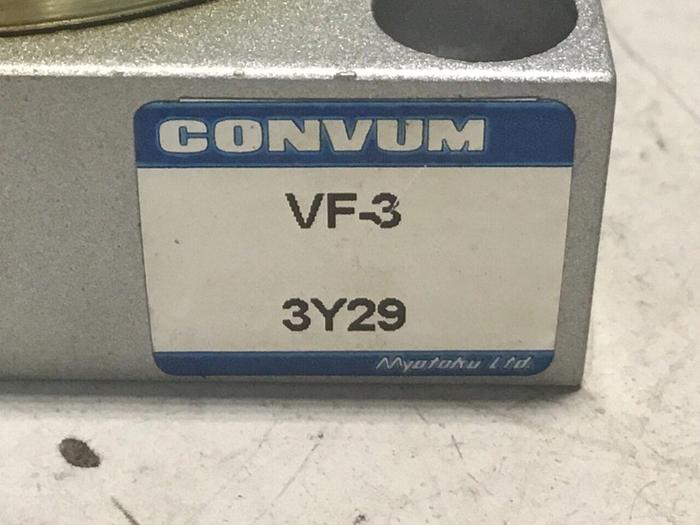 CONVUM
VF-3
3Y29
Myotoku Ltd.